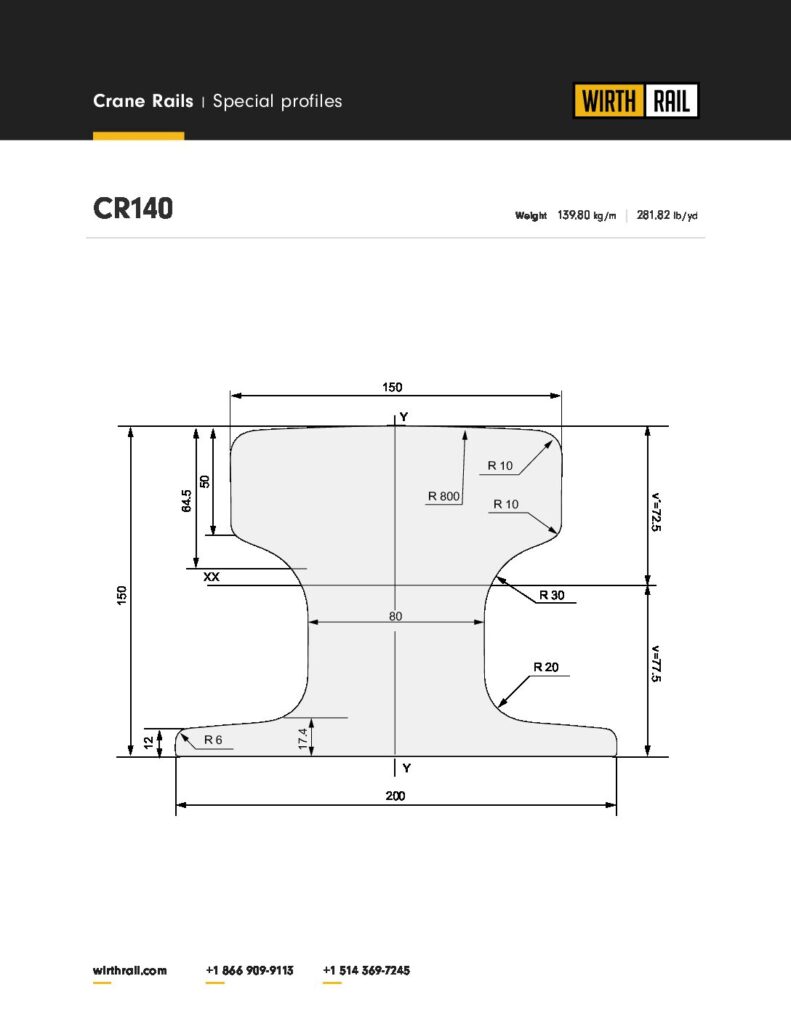 Crane Rails | Special profiles
WIRTH RAIL
CR140
Weight 139,80 kg/m | 281,82 lb/yd
150
Y
R 10
50
R 800
64.5
R 10
v'=72.5
XX
R 30
150
80
R 20
v=77.5
12
R 6
17.4
Y
200
wirthrail.com +1 866 909-9113 +1 514 369-7245